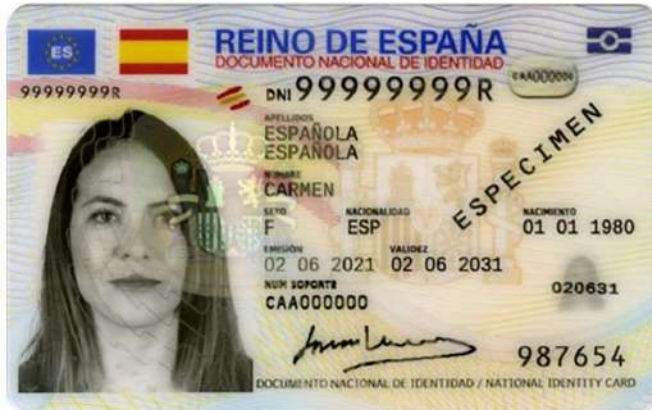 ES
REINO DE ESPAÑA
DOCUMENTO NACIONAL DE IDENTIDAD
CAA000000
99999999R
DNI 99999999R
APELLIDOS
ESPAÑOLA
ESPAÑOLA
NOMBRE
CARMEN
ESPECIMEN
SEXO NACIONALIDAD NACIMIENTO
F ESP 01 01 1980
EMISIÓN VALIDEZ
02 06 2021 02 06 2031
NUM SOPORTE
CAA000000
020631
987654
DOCUMENTO NACIONAL DE IDENTIDAD / NATIONAL IDENTITY CARD